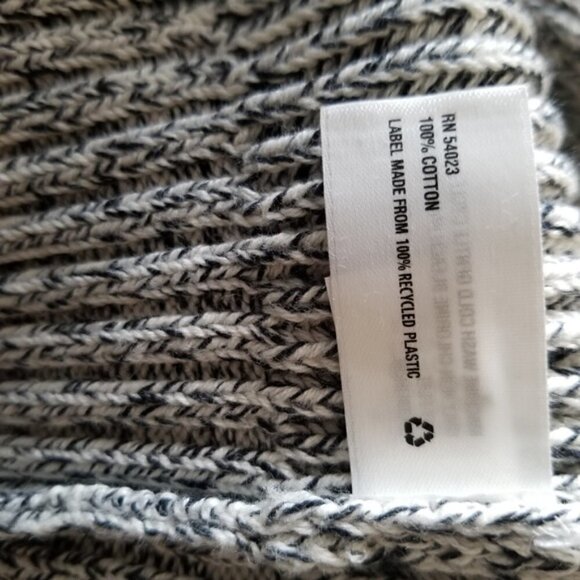 RN 54023
100% COTTON
LABEL MADE FROM 100% RECYCLED PLASTIC